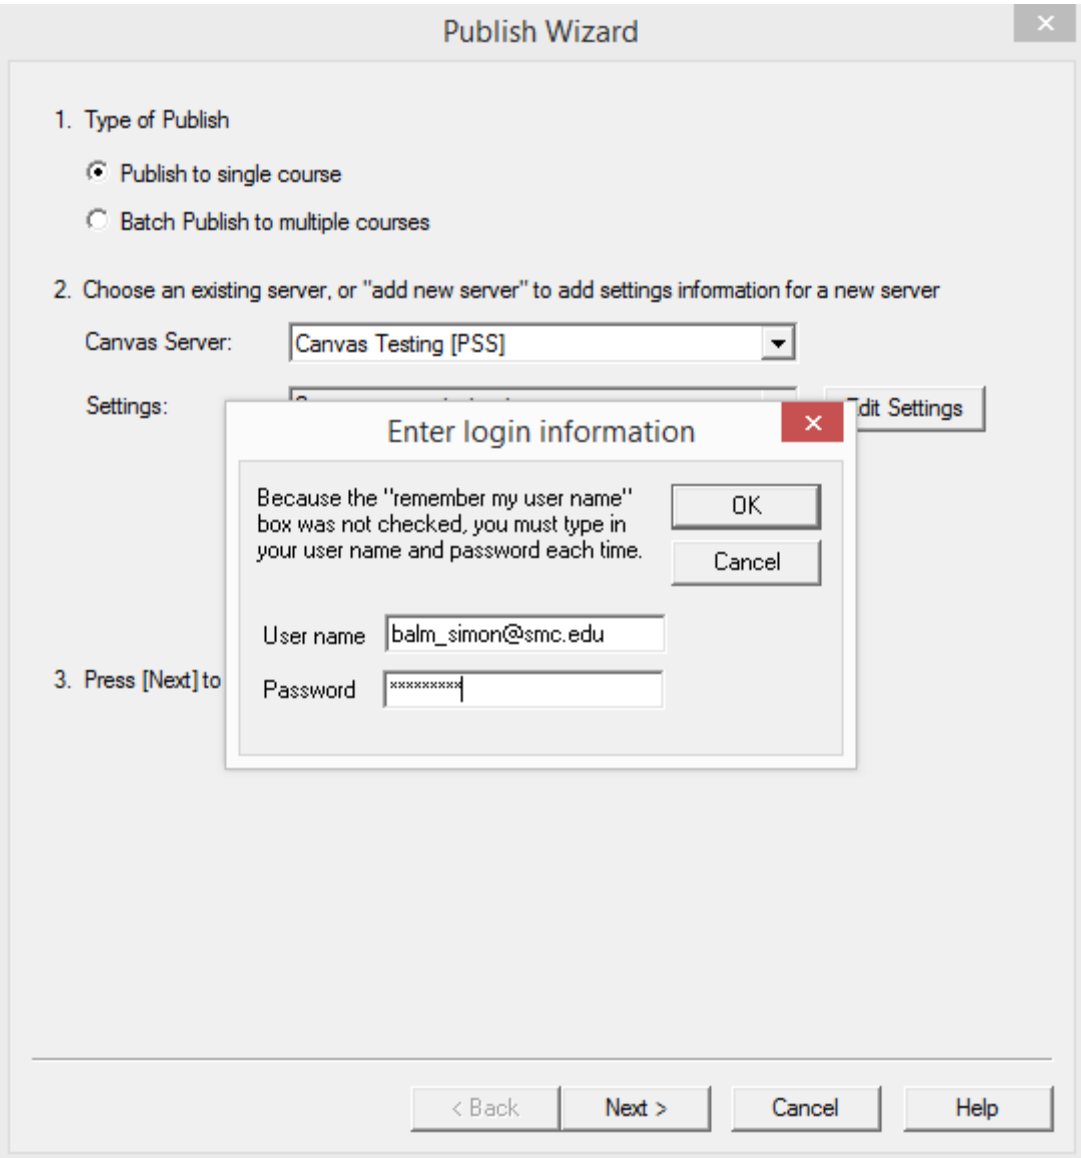 Publish Wizard
1. Type of Publish
Publish to single course
Batch Publish to multiple courses
2. Choose an existing server, or "add new server" to add settings information for a new server
Canvas Server: Canvas Testing [PSS]
Settings: Edit Settings
Enter login information
Because the "remember my user name"
box was not checked, you must type in
your user name and password each time.
OK
Cancel
User name balm_simon@smc.edu
Password *********
3. Press [Next] to
< Back Next > Cancel Help